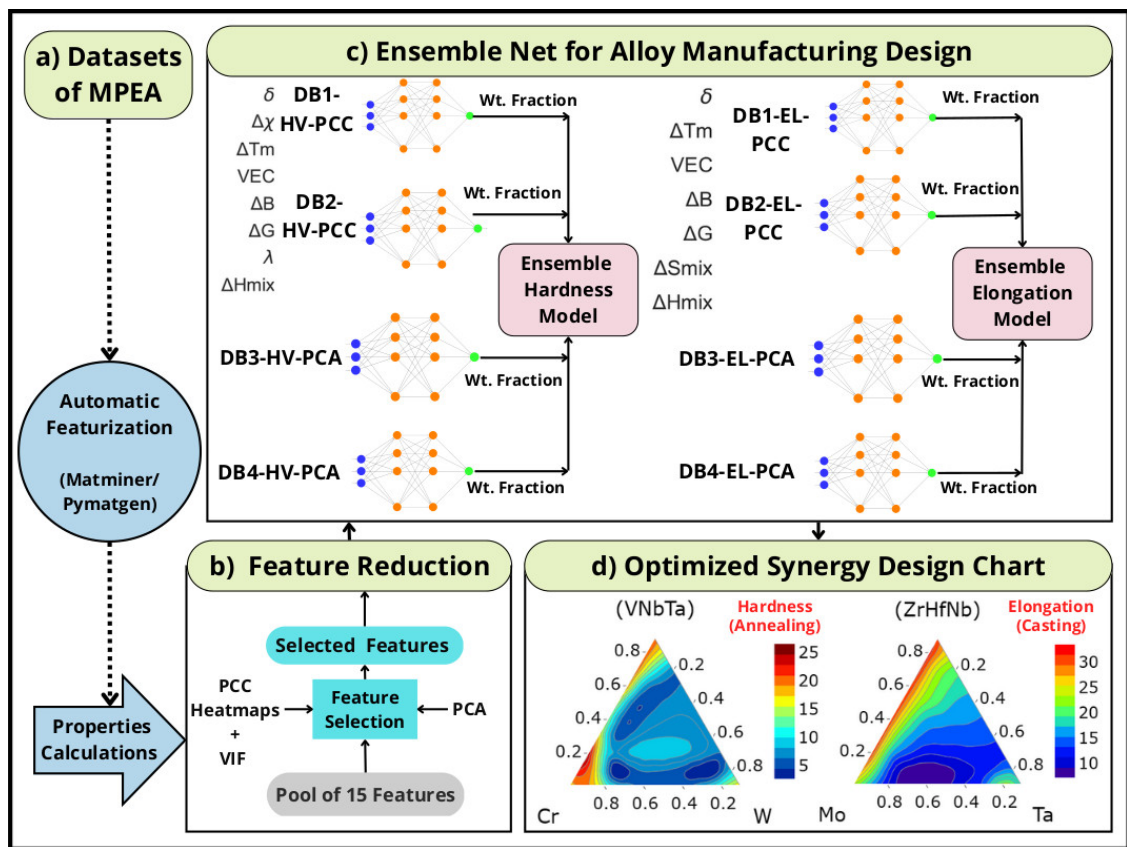 a) Datasets
of MPEA
Automatic
Featurization
(Matminer/
Pymatgen)
Properties
Calculations
b) Feature Reduction
Selected Features
PCC
Heatmaps
+
VIF
Feature
Selection
PCA
Pool of 15 Features
c) Ensemble Net for Alloy Manufacturing Design
δ
Δχ
ΔTm
VEC
ΔB
ΔG
λ
ΔHmix
DB1-
HV-PCC
Wt. Fraction
DB2-
HV-PCC
Wt. Fraction
Ensemble
Hardness
Model
DB3-HV-PCA
Wt. Fraction
DB4-HV-PCA
Wt. Fraction
δ
ΔTm
VEC
ΔB
ΔG
ΔSmix
ΔHmix
DB1-EL-
PCC
Wt. Fraction
DB2-EL-
PCC
Wt. Fraction
Ensemble
Elongation
Model
DB3-EL-PCA
Wt. Fraction
DB4-EL-PCA
Wt. Fraction
d) Optimized Synergy Design Chart
(VNbTa)
Hardness
(Annealing)
0.8
0.6
0.4
0.2
0.2
0.4
0.6
0.8
0.8 0.6 0.4 0.2
Cr
W
25
20
15
10
5
(ZrHfNb)
Elongation
(Casting)
0.8
0.6
0.4
0.2
0.2
0.4
0.6
0.8
0.8 0.6 0.4 0.2
Mo
Ta
30
25
20
15
10